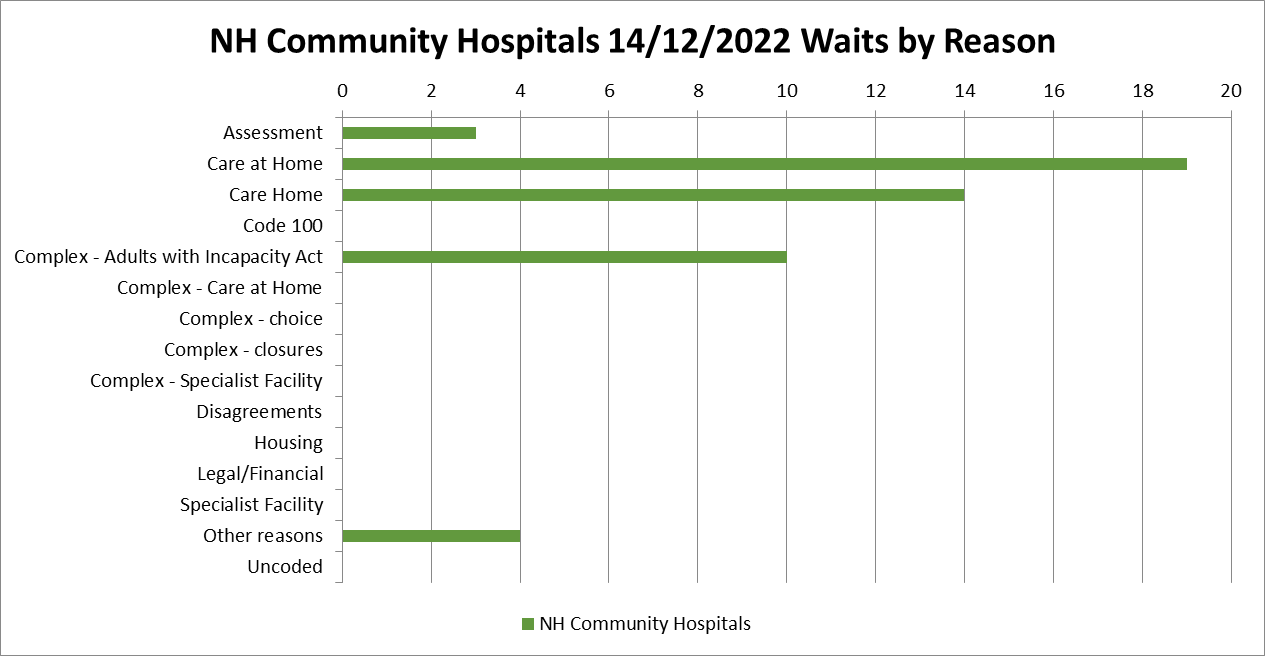 NH Community Hospitals 14/12/2022 Waits by Reason
0 2 4 6 8 10 12 14 16 18 20
Assessment
Care at Home
Care Home
Code 100
Complex - Adults with Incapacity Act
Complex - Care at Home
Complex - choice
Complex - closures
Complex - Specialist Facility
Disagreements
Housing
Legal/Financial
Specialist Facility
Other reasons
Uncoded
NH Community Hospitals